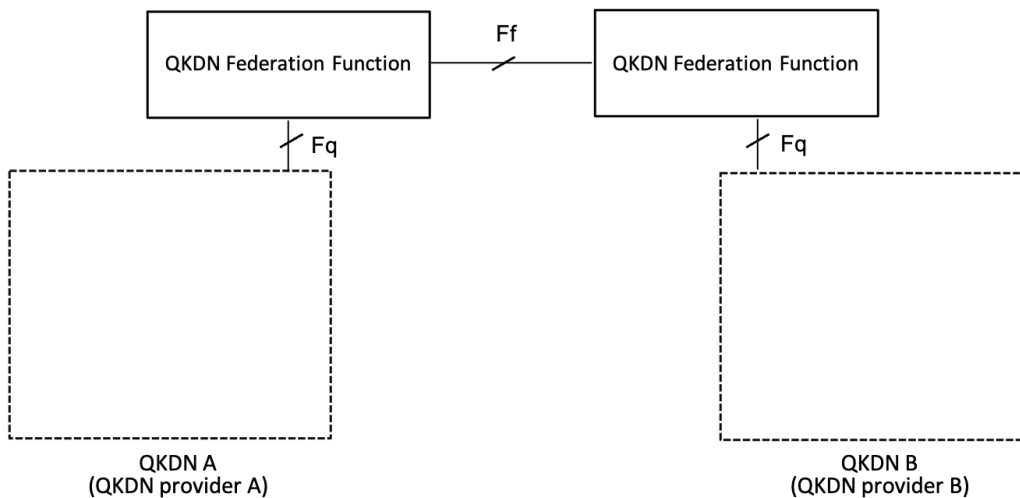 Ff
QKDN Federation Function
QKDN Federation Function
Fq
Fq
QKDN A
(QKDN provider A)
QKDN B
(QKDN provider B)